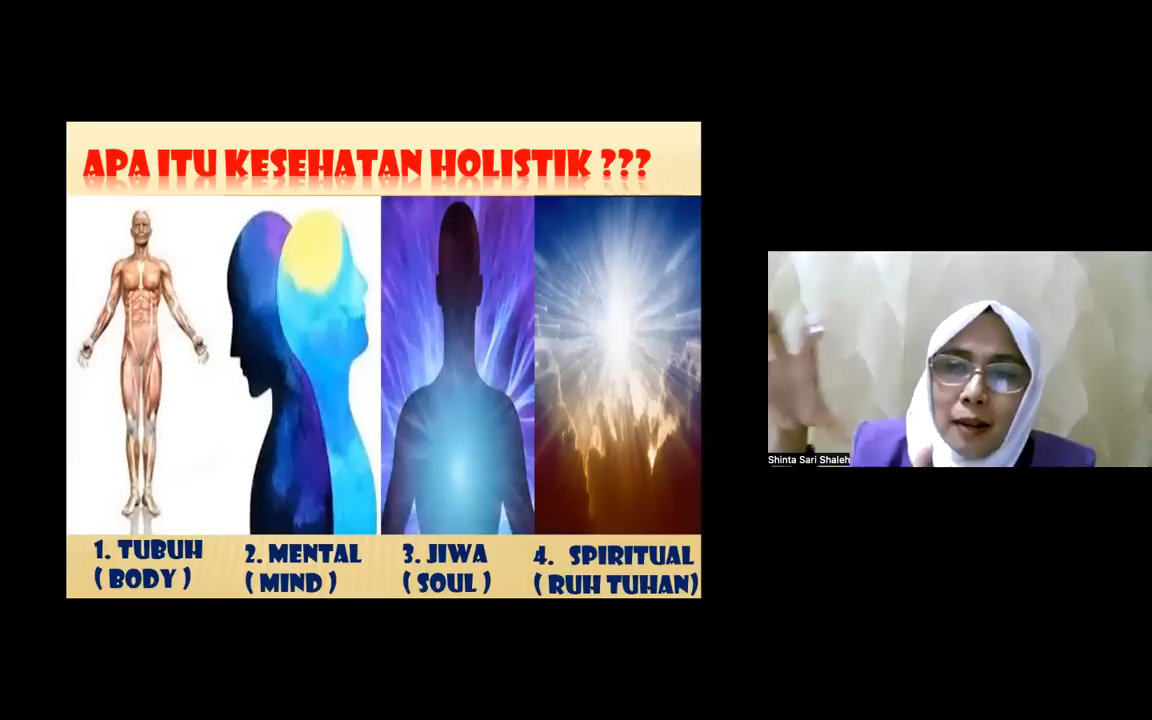 APA ITU KESEHATAN HOLISTIK ???
1. TUBUH
( BODY )
2. MENTAL
( MIND )
3. JIWA
( SOUL )
4. SPIRITUAL
( RUH TUHAN)
Shinta Sari Shaleh